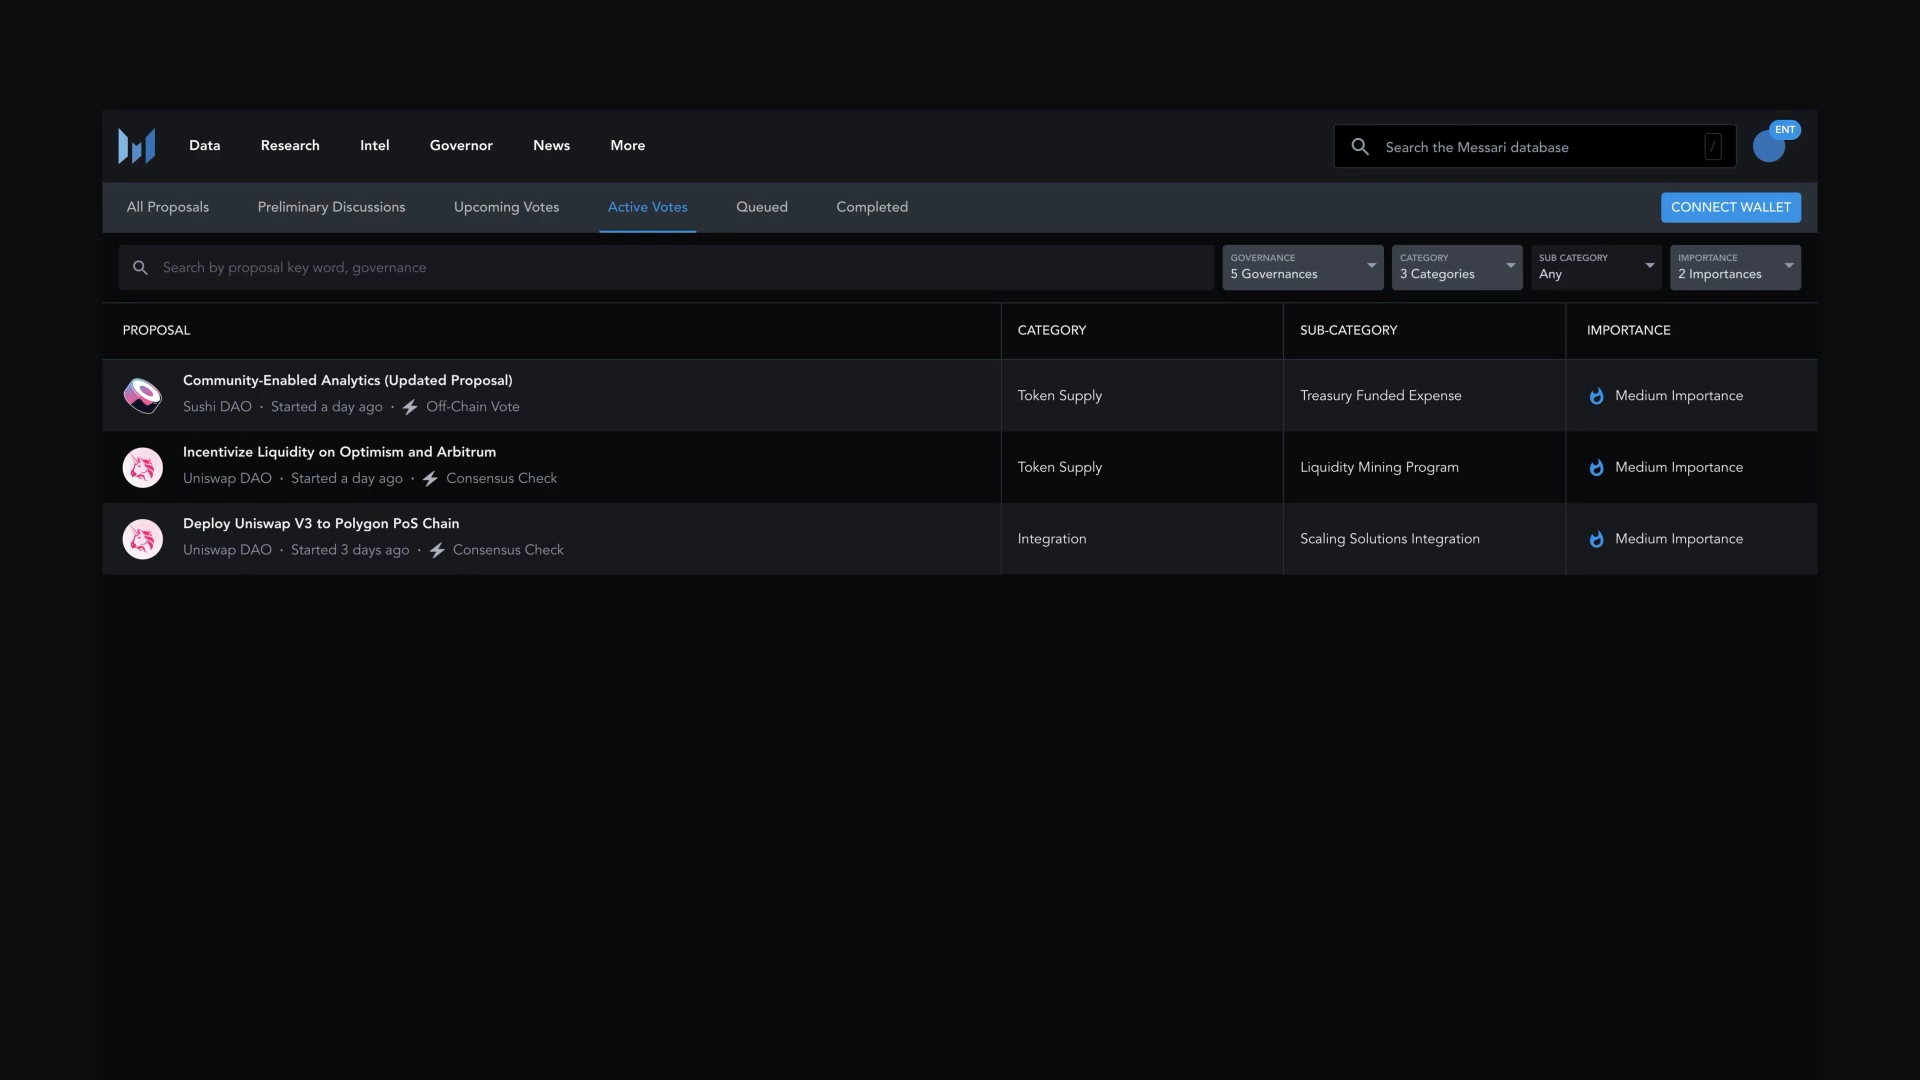 Data Research Intel Governor News More Search the Messari database / ENT
All Proposals Preliminary Discussions Upcoming Votes Active Votes Queued Completed CONNECT WALLET
Search by proposal key word, governance
GOVERNANCE
5 Governances
CATEGORY
3 Categories
SUB CATEGORY
Any
IMPORTANCE
2 Importances
PROPOSAL CATEGORY SUB-CATEGORY IMPORTANCE
Community-Enabled Analytics (Updated Proposal)
Sushi DAO · Started a day ago · Off-Chain Vote
Token Supply
Treasury Funded Expense
Medium Importance
Incentivize Liquidity on Optimism and Arbitrum
Uniswap DAO · Started a day ago · Consensus Check
Token Supply
Liquidity Mining Program
Medium Importance
Deploy Uniswap V3 to Polygon PoS Chain
Uniswap DAO · Started 3 days ago · Consensus Check
Integration
Scaling Solutions Integration
Medium Importance